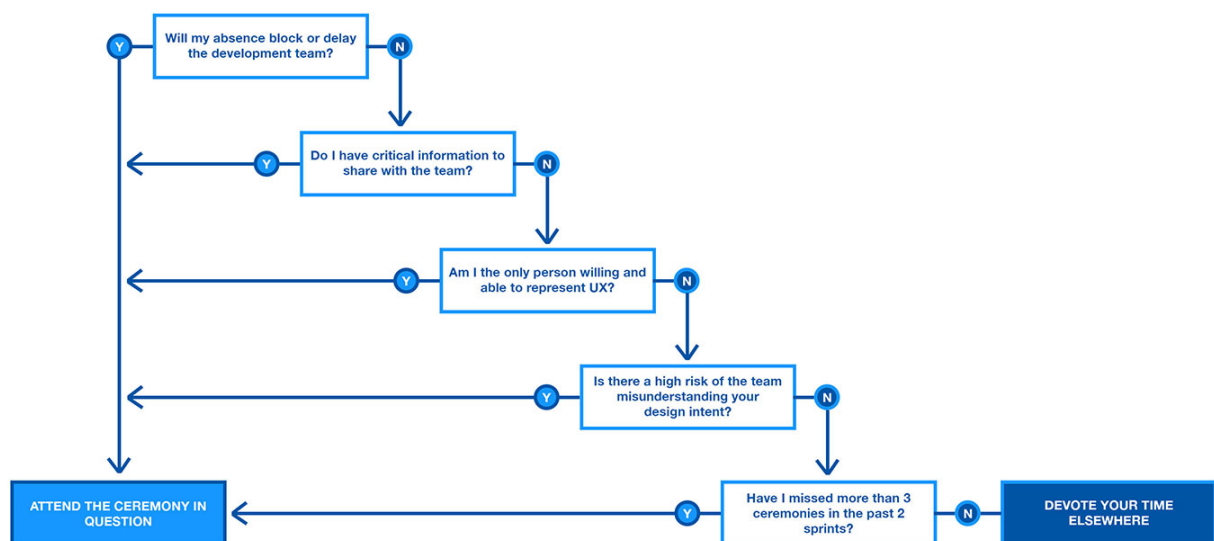 Will my absence block or delay
the development team?
Y
N
Do I have critical information to
share with the team?
Y
N
Am I the only person willing and
able to represent UX?
Y
N
Is there a high risk of the team
misunderstanding your
design intent?
Y
N
ATTEND THE CEREMONY IN
QUESTION
Y
Have I missed more than 3
ceremonies in the past 2
sprints?
N
DEVOTE YOUR TIME
ELSEWHERE